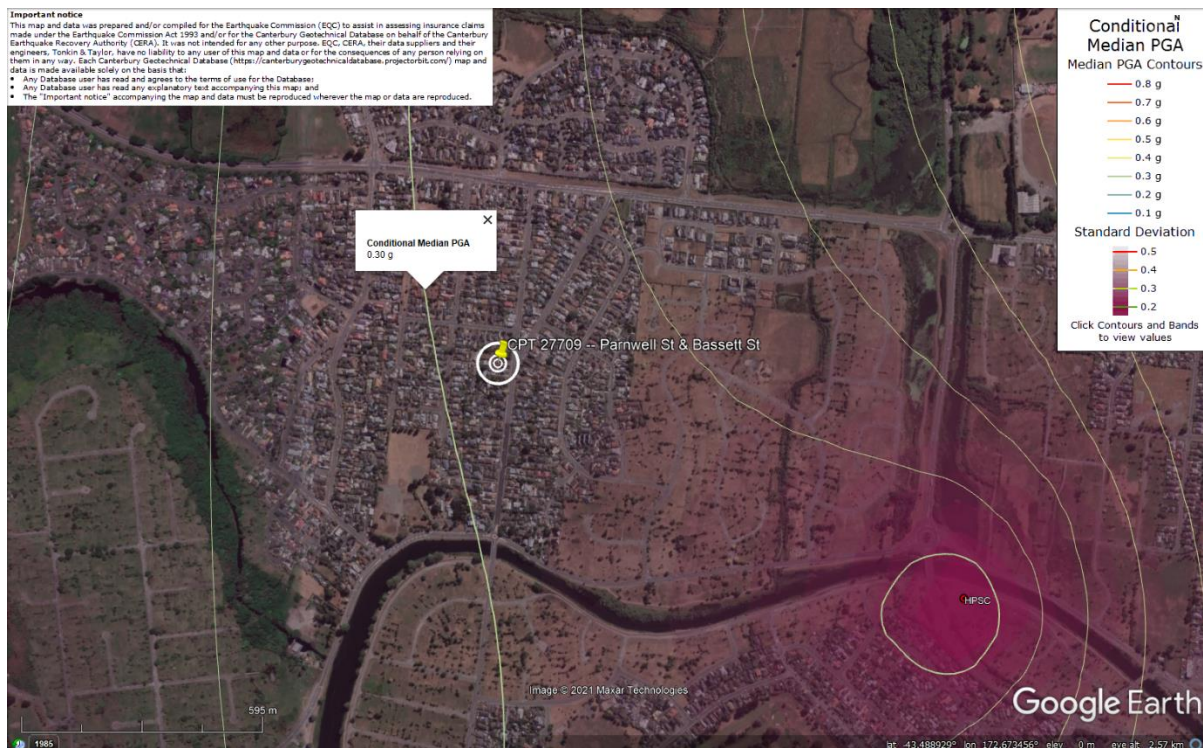 Important notice
This map and data was prepared and/or compiled for the Earthquake Commission (EQC) to assist in assessing insurance claims
made under the Earthquake Commission Act 1993 and/or for the Canterbury Geotechnical Database on behalf of the Canterbury
Earthquake Recovery Authority (CERA). It was not intended for any other purpose. EQC, CERA, their data suppliers and their
engineers, Tonkin & Taylor, have no liability to any user of this map and data or for the consequences of any person relying on
them in any way. Each Canterbury Geotechnical Database (https://canterburygeotechnicaldatabase.projectorbit.com/) map and
data is made available solely on the basis that:
• Any Database user has read and agrees to the terms of use for the Database;
• Any Database user has read any explanatory text accompanying this map; and
• The "Important notice" accompanying the map and data must be reproduced wherever the map or data are reproduced.
Conditional
N
Median PGA
Median PGA Contours
0.8 g
0.7 g
0.6 g
0.5 g
0.4 g
0.3 g
0.2 g
0.1 g
Standard Deviation
0.5
0.4
0.3
0.2
Click Contours and Bands
to view values
Conditional Median PGA
0.30 g
CPT 27709 -- Parnwell St & Bassett St
HPSC
Image © 2021 Maxar Technologies
Google Earth
595 m
1985
lat -43.488929° lon 172.673456° elev 0 m eye alt 2.57 km